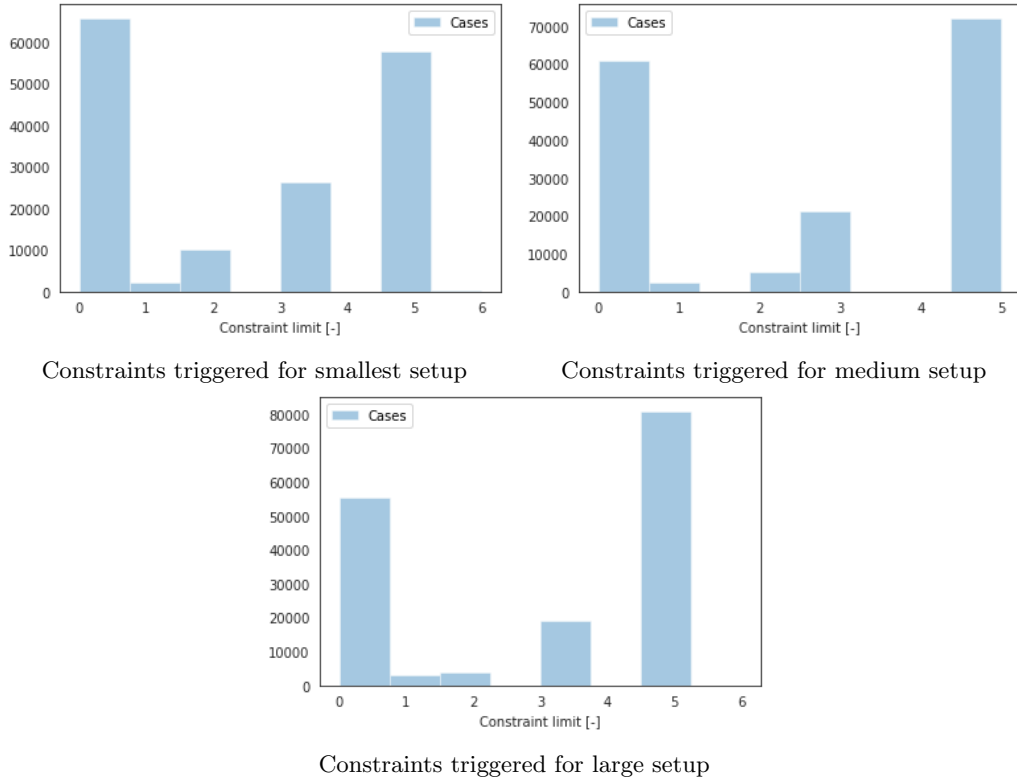 Cases
60000
50000
40000
30000
20000
10000
0
0 1 2 3 4 5 6
Constraint limit [-]
Constraints triggered for smallest setup
Cases
70000
60000
50000
40000
30000
20000
10000
0
0 1 2 3 4 5
Constraint limit [-]
Constraints triggered for medium setup
Cases
80000
70000
60000
50000
40000
30000
20000
10000
0
0 1 2 3 4 5 6
Constraint limit [-]
Constraints triggered for large setup